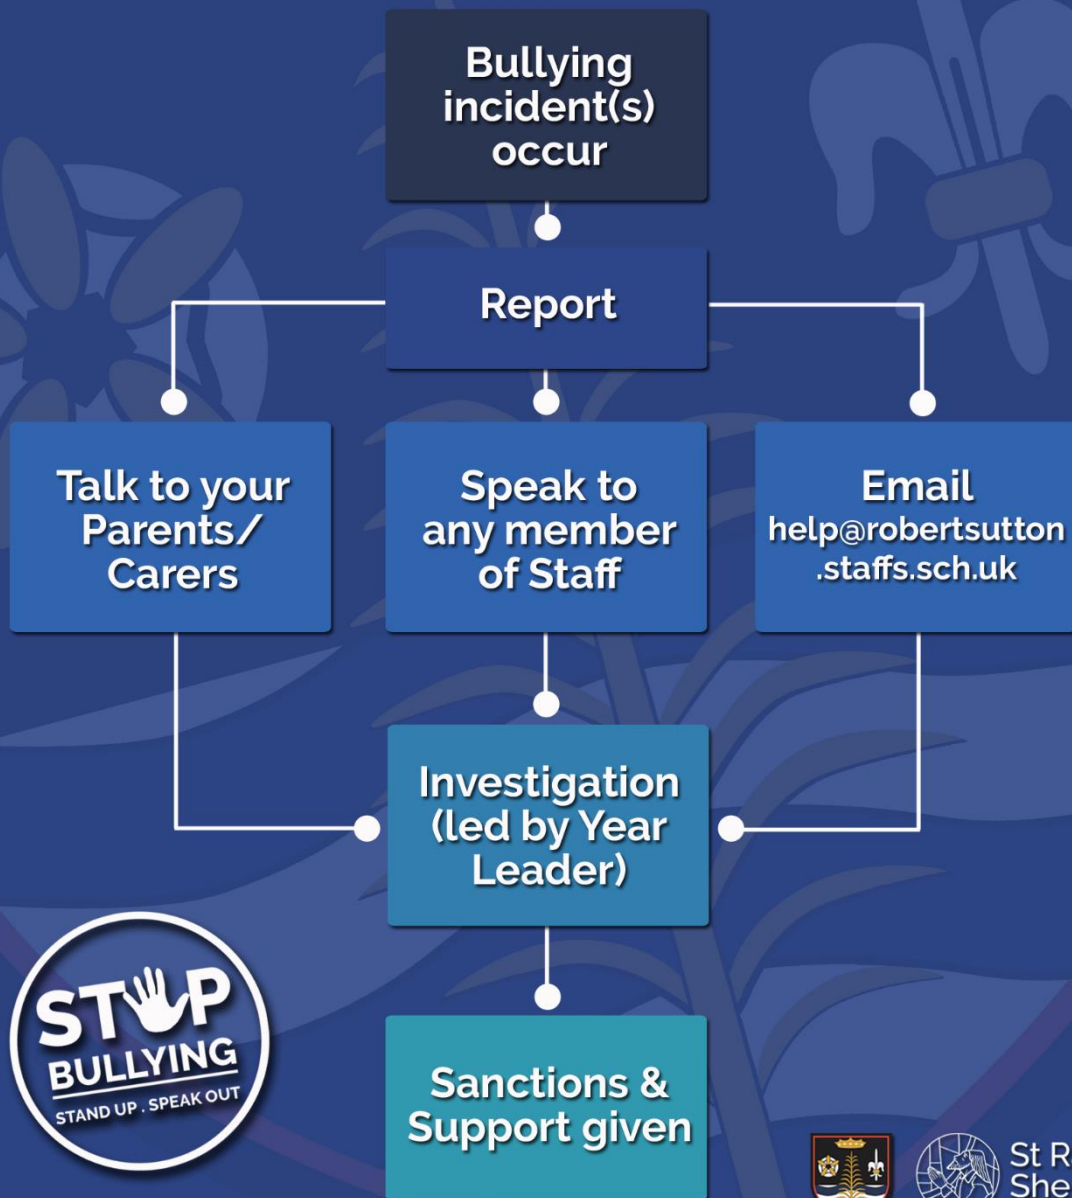 Bullying
incident(s)
occur
Report
Talk to your
Parents/
Carers
Speak to
any member
of Staff
Email
help@robertsutton
.staffs.sch.uk
Investigation
(led by Year
Leader)
STOP
BULLYING
STAND UP . SPEAK OUT
Sanctions &
Support given
St